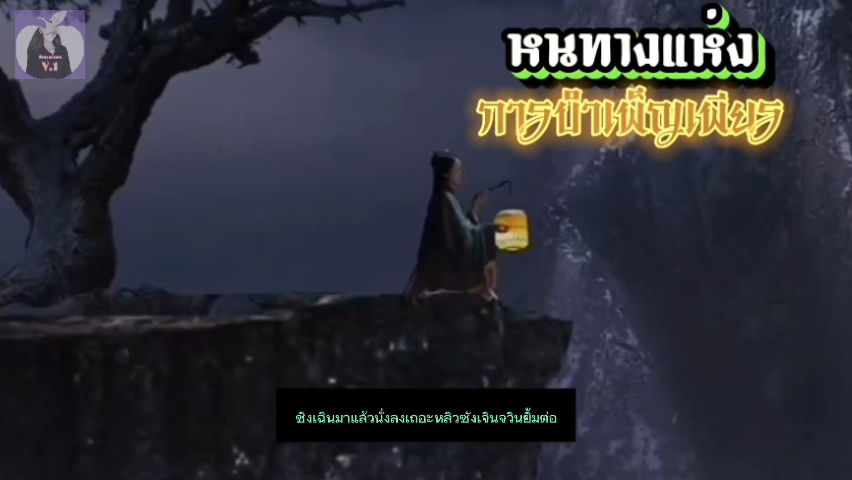 หนทางแห่ง
การบำเพ็ญเพียร
V.1
ชิงเฉินมาแล้วนั่งลงเถอะหลิวซังเจินจวินยิ้มต่อ